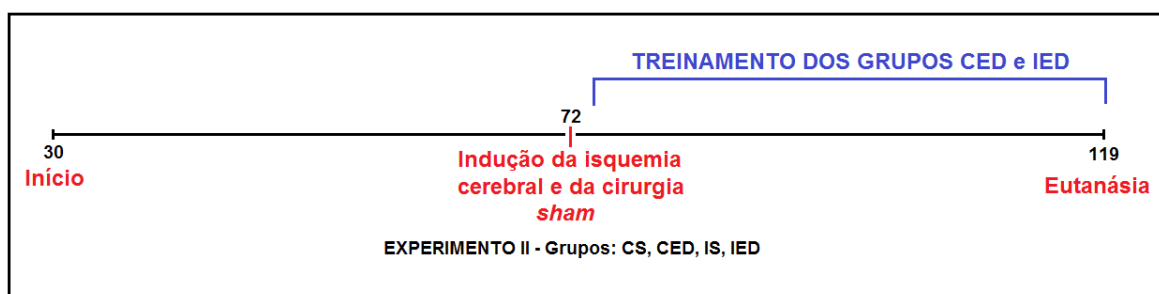 TREINAMENTO DOS GRUPOS CED e IED
72
30
119
Início
Indução da isquemia
cerebral e da cirurgia
sham
Eutanásia
EXPERIMENTO II - Grupos: CS, CED, IS, IED